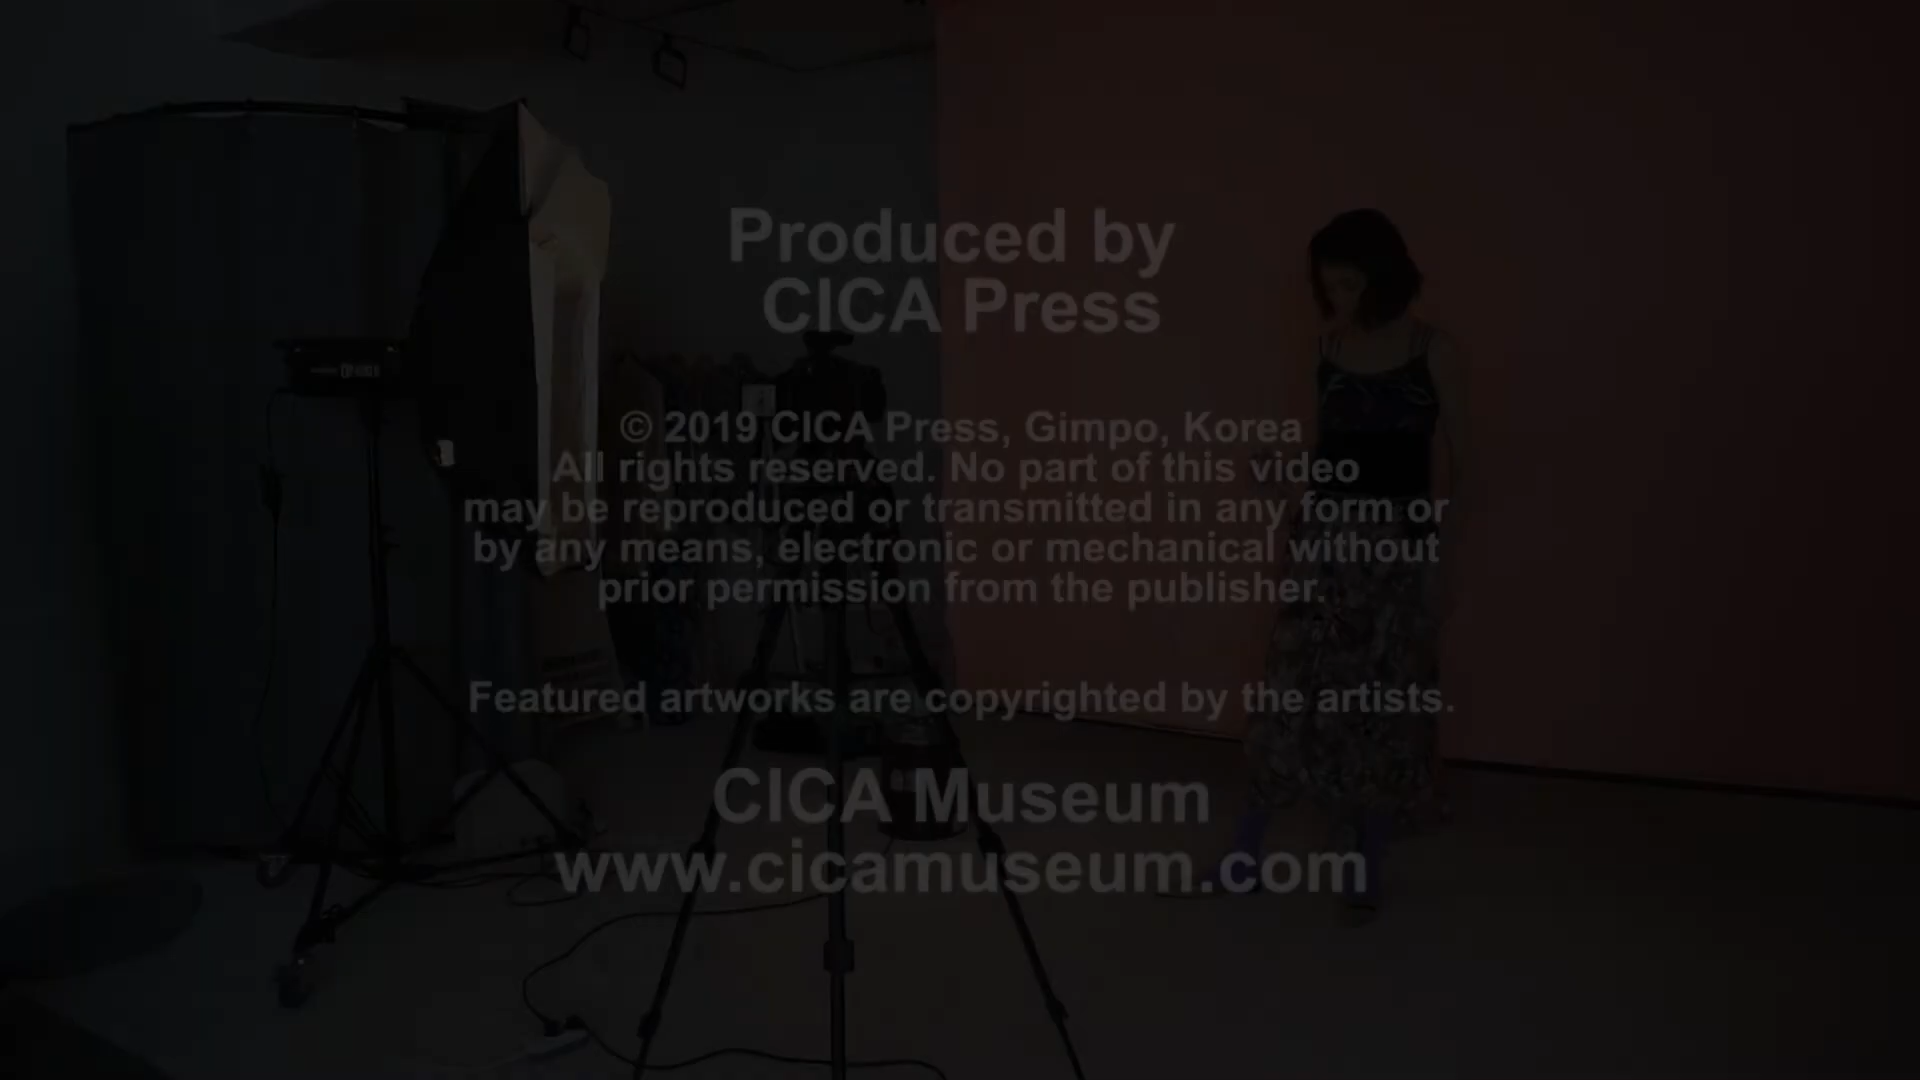 Produced by
CICA Press
© 2019 CICA Press, Gimpo, Korea
All rights reserved. No part of this video
may be reproduced or transmitted in any form or
by any means, electronic or mechanical without
prior permission from the publisher.
Featured artworks are copyrighted by the artists.
CICA Museum
www.cicamuseum.com